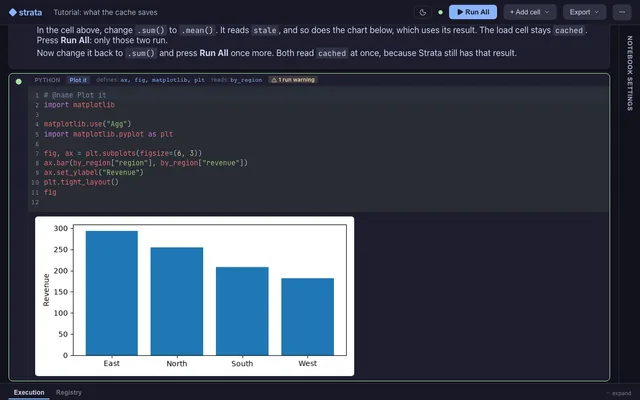 strata
Tutorial: what the cache saves
Run All
+ Add cell
Export
In the cell above, change .sum() to .mean(). It reads stale, and so does the chart below, which uses its result. The load cell stays cached.
Press Run All: only those two run.
Now change it back to .sum() and press Run All once more. Both read cached at once, because Strata still has that result.
NOTEBOOK SETTINGS
PYTHON Plot it defines ax, fig, matplotlib, plt reads by_region ⚠ 1 run warning
1 # @name Plot it
2 import matplotlib
3
4 matplotlib.use("Agg")
5 import matplotlib.pyplot as plt
6
7 fig, ax = plt.subplots(figsize=(6, 3))
8 ax.bar(by_region["region"], by_region["revenue"])
9 ax.set_ylabel("Revenue")
10 plt.tight_layout()
11 fig
12
Revenue
300
250
200
150
100
50
0
East North South West
Execution Registry
expand